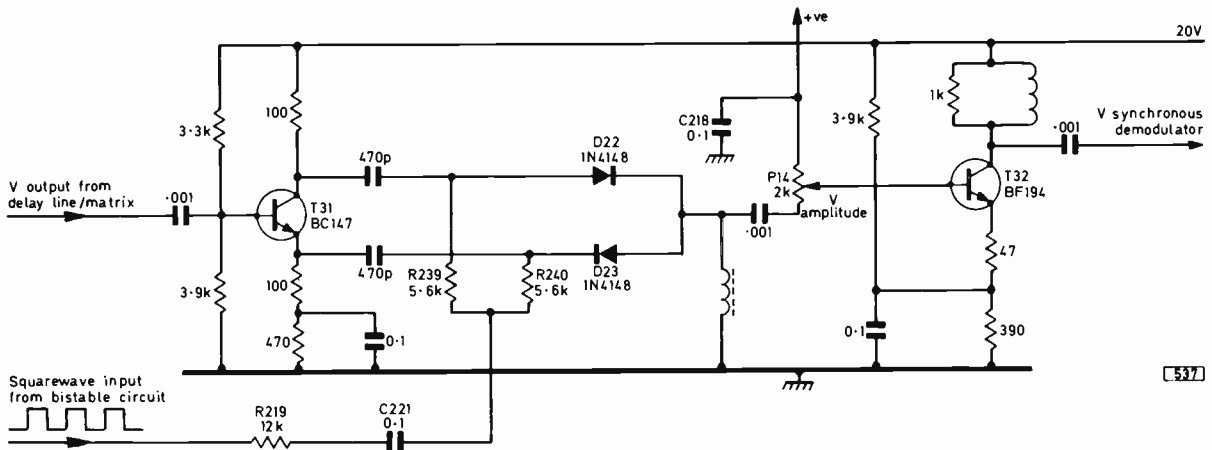 +ve
20V
100
3·3k
C218
0·1
3·9k
1k
·001
V synchronous
demodulator
D22
1N4148
470p
P14
2k
V
amplitude
T32
BF194
V output from
delay line/matrix
·001
T31
BC147
·001
470p
R239
5·6k
R240
5·6k
D23
1N4148
47
3·9k
100
470
0·1
0·1
390
537
Squarewave input
from bistable circuit
R219
12k
C221
0·1